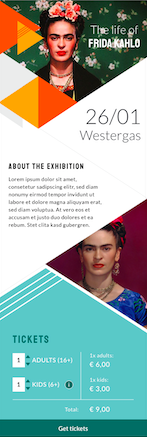 The life of
FRIDA KAHLO
26/01
Westergas
ABOUT THE EXHIBITION
Lorem ipsum dolor sit amet,
consetetur sadipscing elitr, sed
diam nonumy eirmod tempor invidunt
ut labore et dolore magna aliquyam erat,
sed diam voluptua. At vero eos et
accusam et justo duo dolores et ea
rebum. Stet clita kasd gubergren.
TICKETS
1 ADULTS (16+)
1x adults:
€ 6,00
1 KIDS (6+) i
1x kids:
€ 3,00
Total: € 9,00
Get tickets